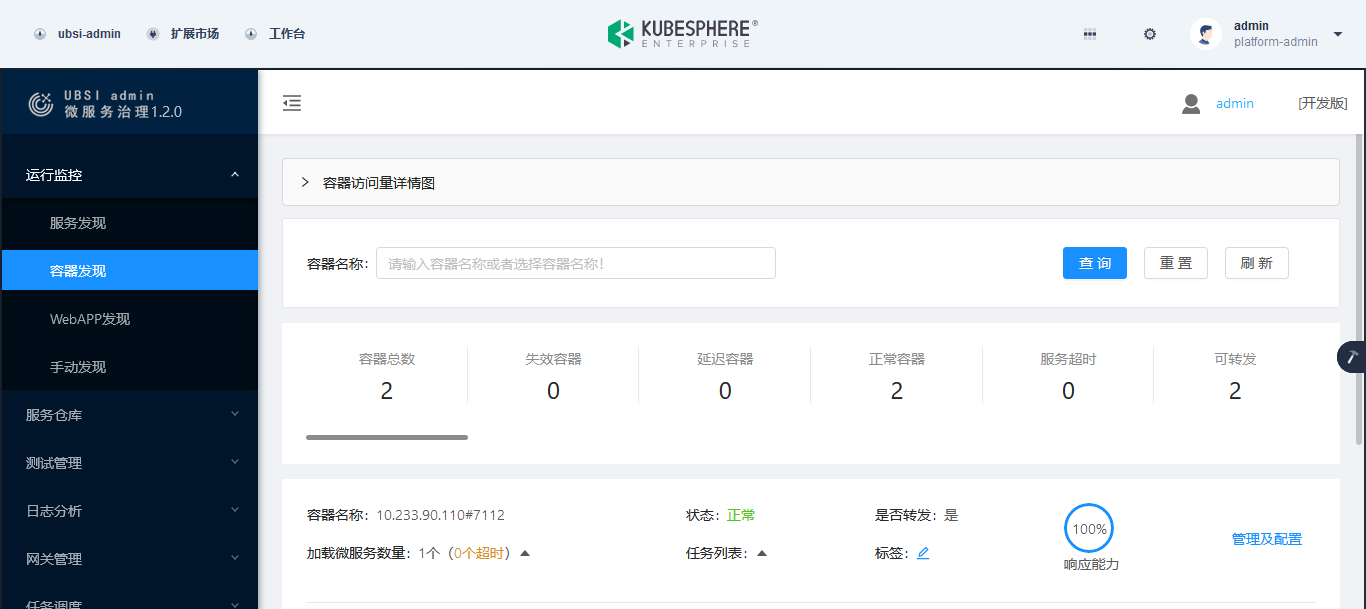 ubsi-admin 扩展市场 工作台
KUBESPHERE®
ENTERPRISE
admin
platform-admin
UBSI admin
微服务治理1.2.0
admin [开发版]
运行监控
服务发现
容器发现
WebAPP发现
手动发现
服务仓库
测试管理
日志分析
网关管理
任务调度
容器访问量详情图
容器名称: 请输入容器名称或者选择容器名称! 查 询 重 置 刷 新
容器总数 失效容器 延迟容器 正常容器 服务超时 可转发
2 0 0 2 0 2
容器名称: 10.233.90.110#7112 状态: 正常 是否转发: 是
100%
加载微服务数量: 1个（0个超时） 任务列表: 标签: 管理及配置
响应能力